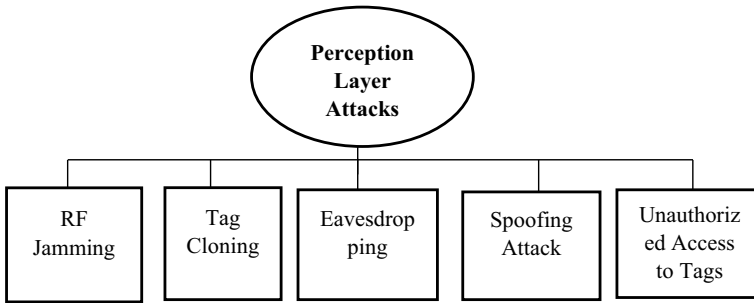 Perception
Layer
Attacks
RF
Jamming
Tag
Cloning
Eavesdrop
ping
Spoofing
Attack
Unauthoriz
ed Access
to Tags